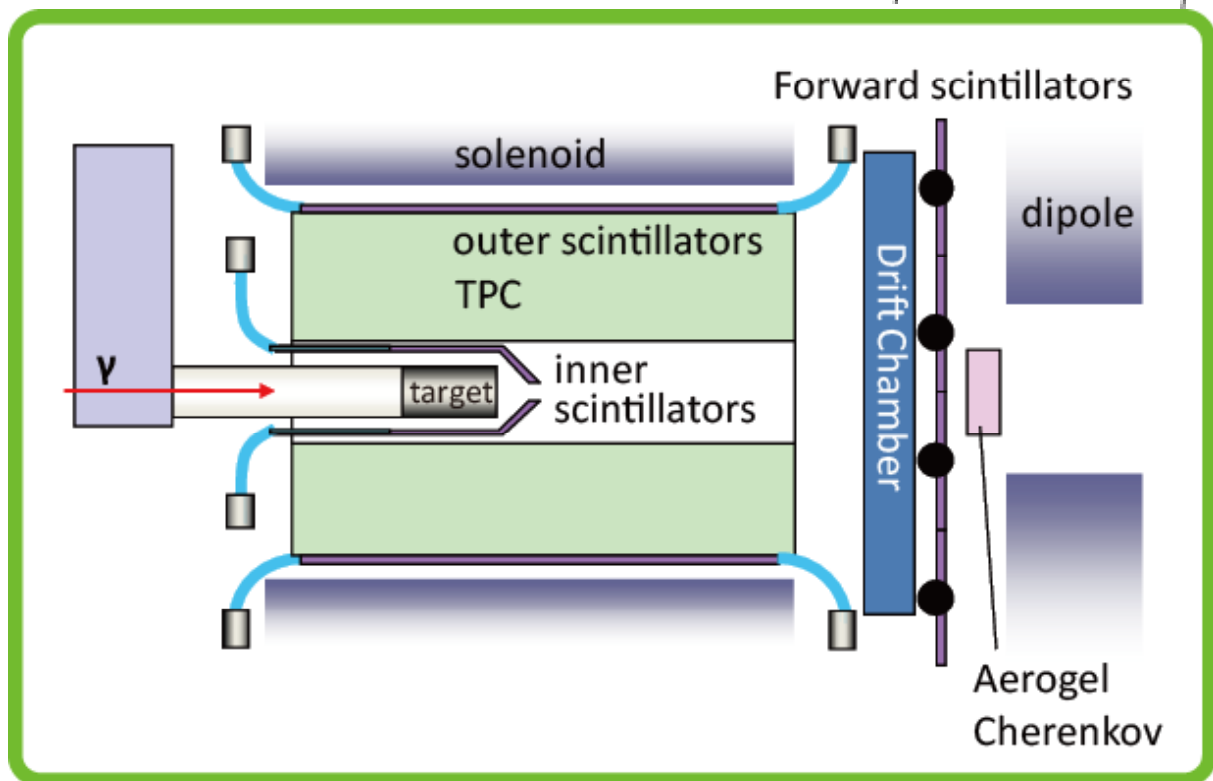 Forward scintillators
solenoid
dipole
outer scintillators
TPC
Drift Chamber
γ
target
inner
scintillators
Aerogel
Cherenkov